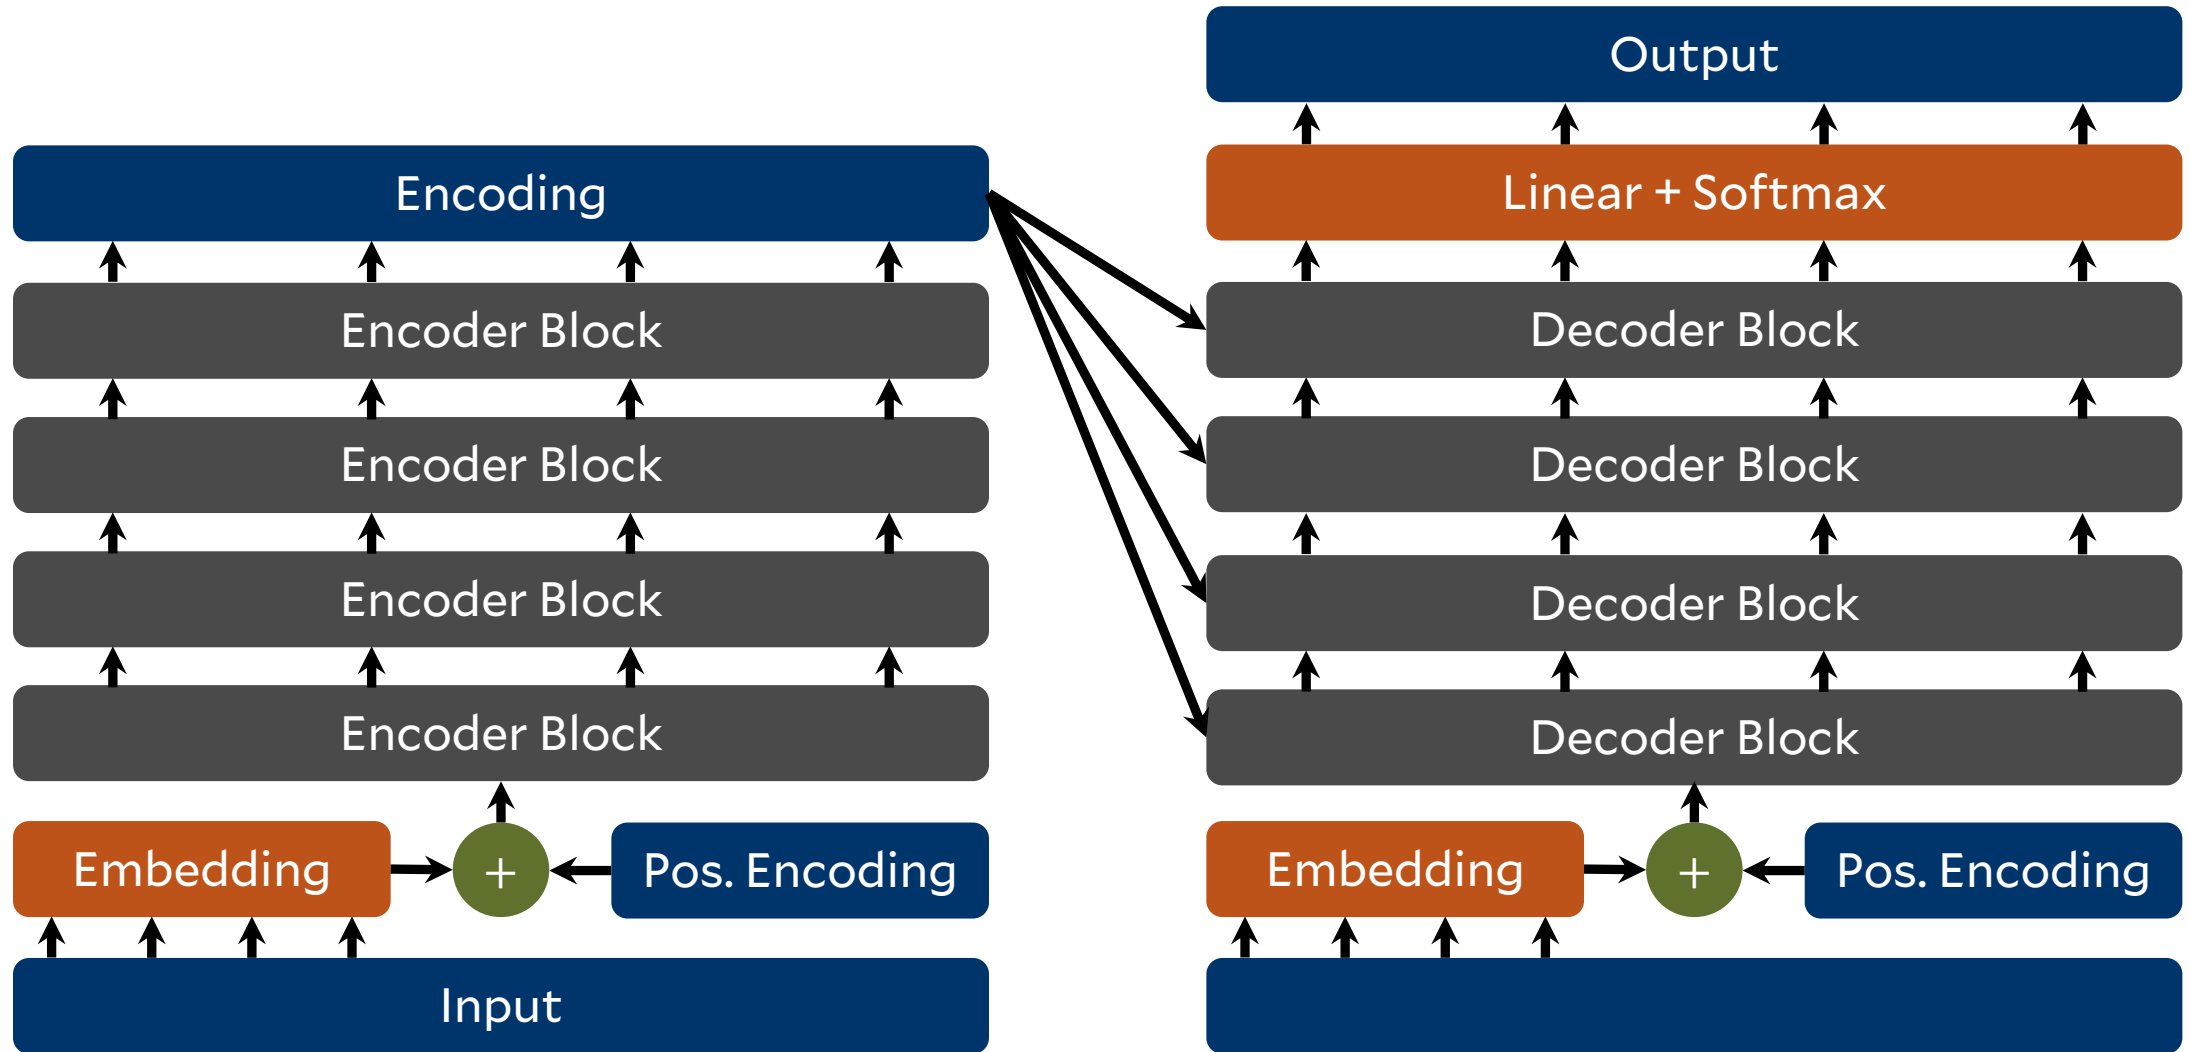 Encoding
Encoder Block
Encoder Block
Encoder Block
Encoder Block
Embedding
+
Pos. Encoding
Input
Output
Linear + Softmax
Decoder Block
Decoder Block
Decoder Block
Decoder Block
Embedding
+
Pos. Encoding